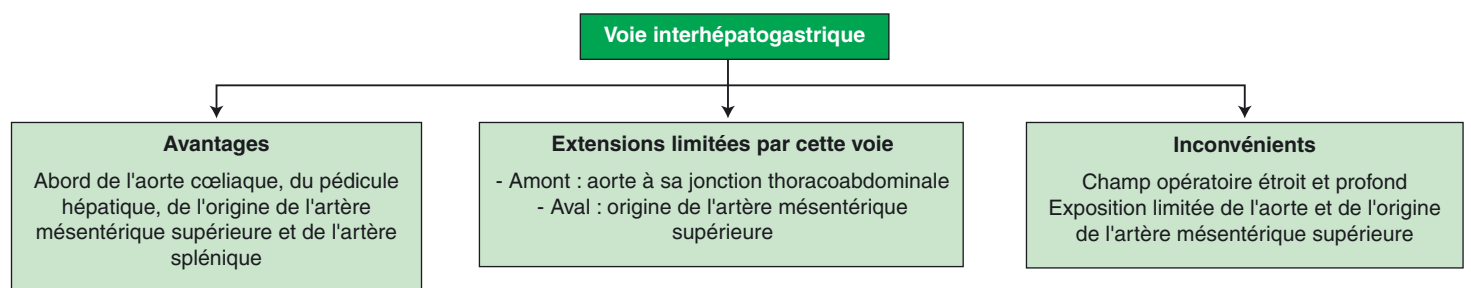 Voie interhépatogastrique
Avantages
Abord de l'aorte cœliaque, du pédicule
hépatique, de l'origine de l'artère
mésentérique supérieure et de l'artère
splénique
Extensions limitées par cette voie
- Amont : aorte à sa jonction thoracoabdominale
- Aval : origine de l'artère mésentérique
supérieure
Inconvénients
Champ opératoire étroit et profond
Exposition limitée de l'aorte et de l'origine
de l'artère mésentérique supérieure